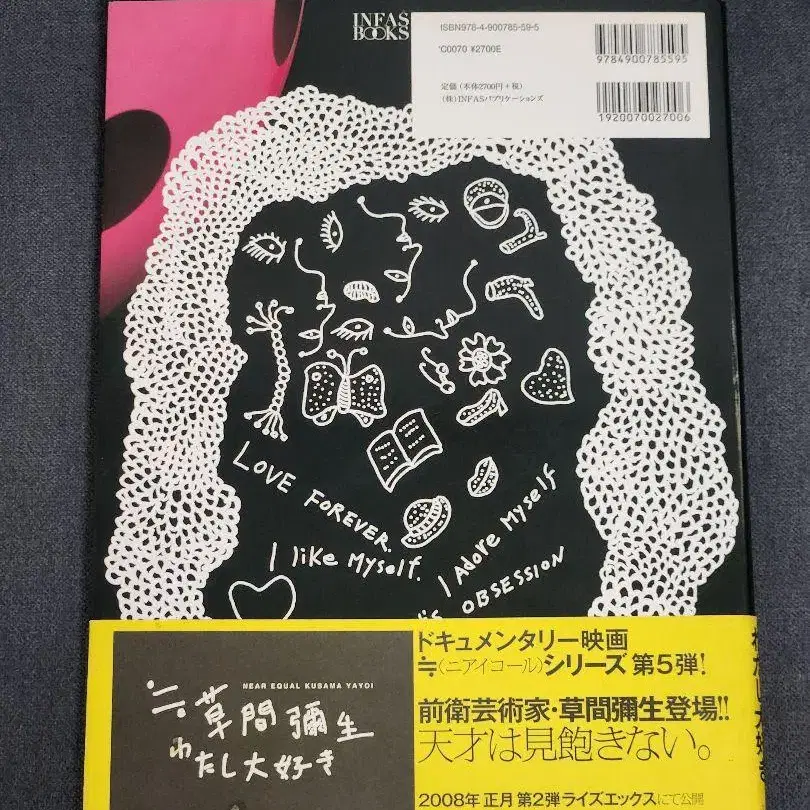 INFAS
BOOKS
ISBN978-4-900785-59-5
C0070 ¥2700E
定価 (本体2700円+税)
(株)INFASパブリケーションズ
9784900785595
1920070027006
LOVE FOREVER.
I like Myself.
I Adore Myself
OBSESSION
NEAR EQUAL KUSAMA YAYOI
≒草間彌生
わたし大好き
ドキュメンタリー映画
≒(ニアイコール)シリーズ 第5弾!
前衛芸術家・草間彌生登場!!
天才は見飽きない。
2008年 正月 第2弾ライズエックスにて公開